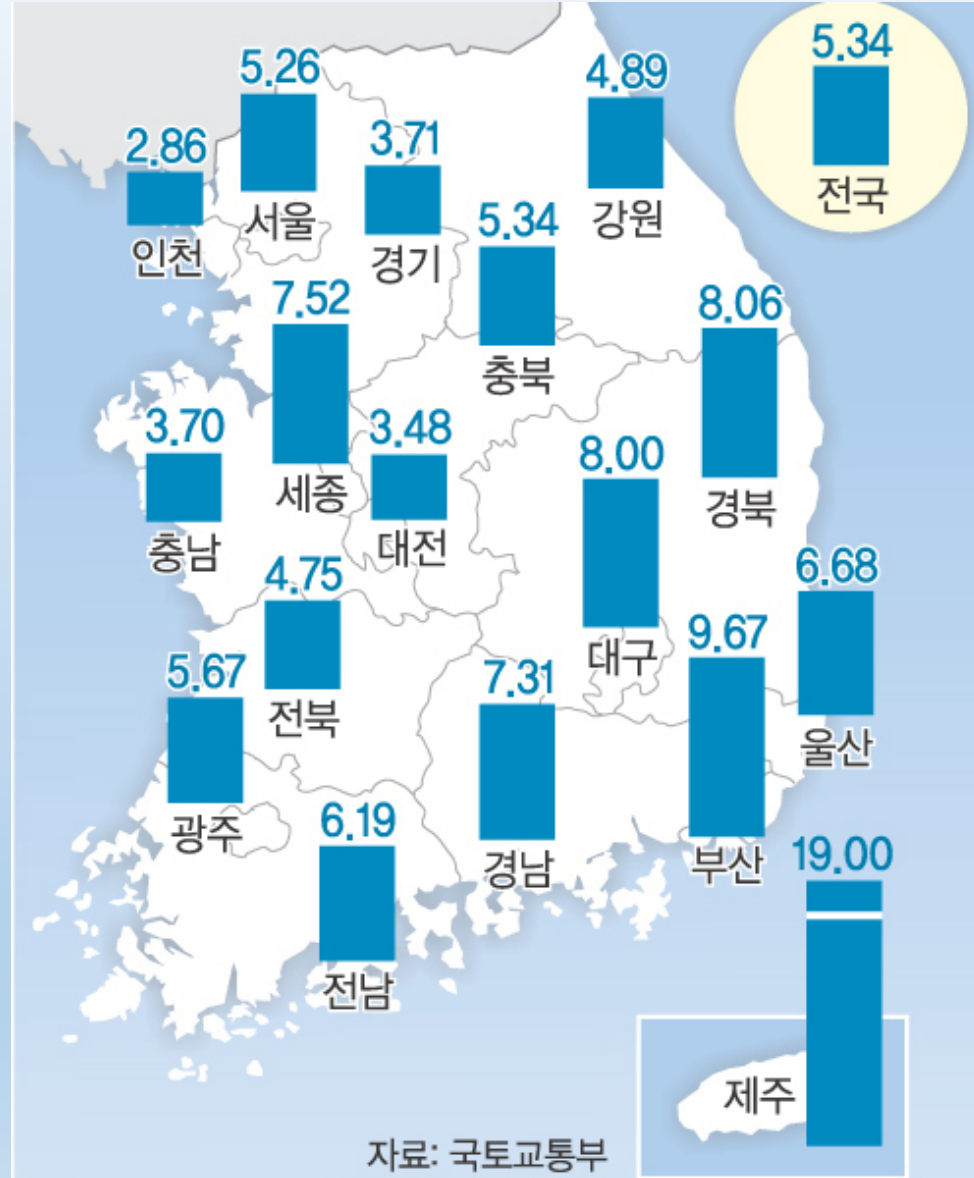 5.34
전국
5.26
서울
4.89
강원
2.86
인천
3.71
경기
5.34
충북
7.52
세종
8.06
경북
3.70
충남
3.48
대전
8.00
대구
4.75
전북
6.68
울산
5.67
광주
7.31
경남
9.67
부산
6.19
전남
19.00
제주
자료: 국토교통부